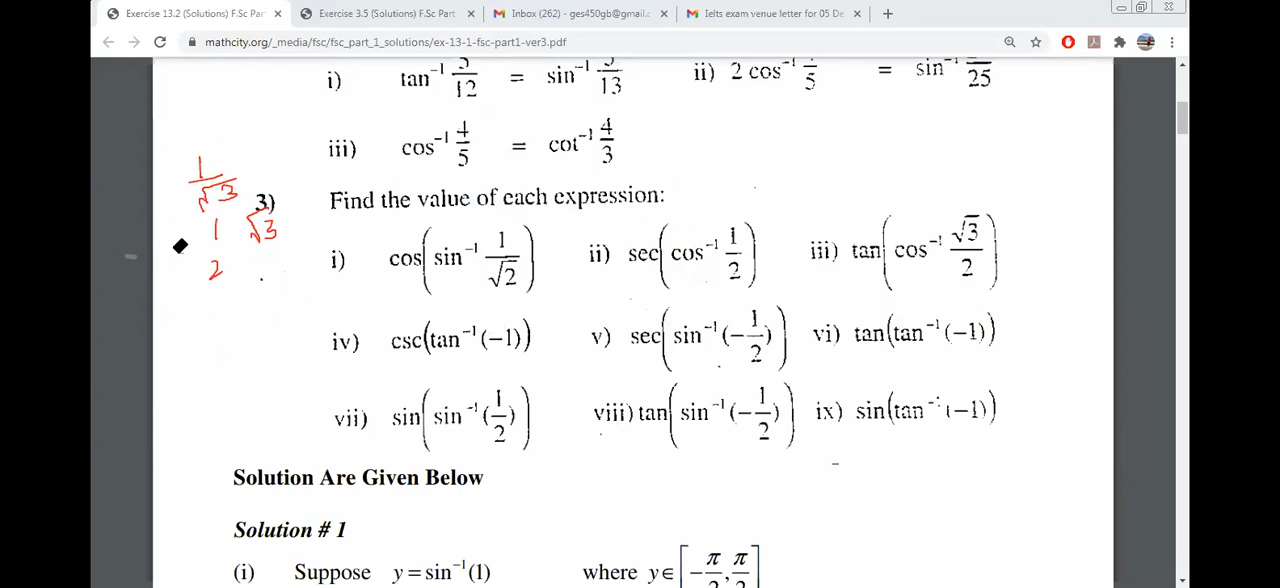 Exercise 13.2 (Solutions) F.Sc Par
Exercise 3.5 (Solutions) F.Sc Part
Inbox (262) - ges450gb@gmail.c
Ielts exam venue letter for 05 De
mathcity.org/_media/fsc/fsc_part_1_solutions/ex-13-1-fsc-part1-ver3.pdf
i) tan⁻¹ 5/12 = sin⁻¹ 5/13 ii) 2 cos⁻¹ /5 = sin⁻¹ /25
iii) cos⁻¹ 4/5 = cot⁻¹ 4/3
1/√3
3) Find the value of each expression:
1 √3
2
i) cos(sin⁻¹ 1/√2) ii) sec(cos⁻¹ 1/2) iii) tan(cos⁻¹ √3/2)
iv) csc(tan⁻¹(−1)) v) sec(sin⁻¹(−1/2)) vi) tan(tan⁻¹(−1))
vii) sin(sin⁻¹(1/2)) viii) tan(sin⁻¹(−1/2)) ix) sin(tan⁻¹(−1))
Solution Are Given Below
Solution # 1
(i) Suppose y = sin⁻¹(1) where y∈[−π/2, π/2]